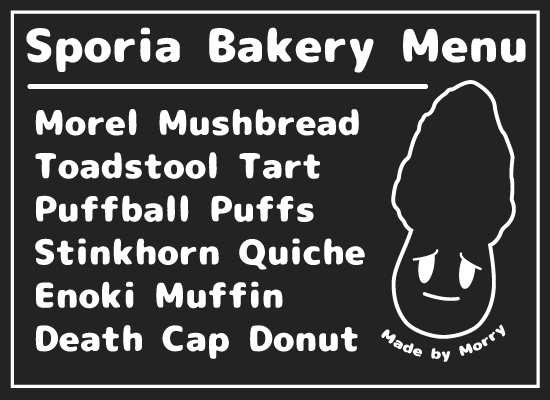 Sporia Bakery Menu
Morel Mushbread
Toadstool Tart
Puffball Puffs
Stinkhorn Quiche
Enoki Muffin
Death Cap Donut
Made by Morry